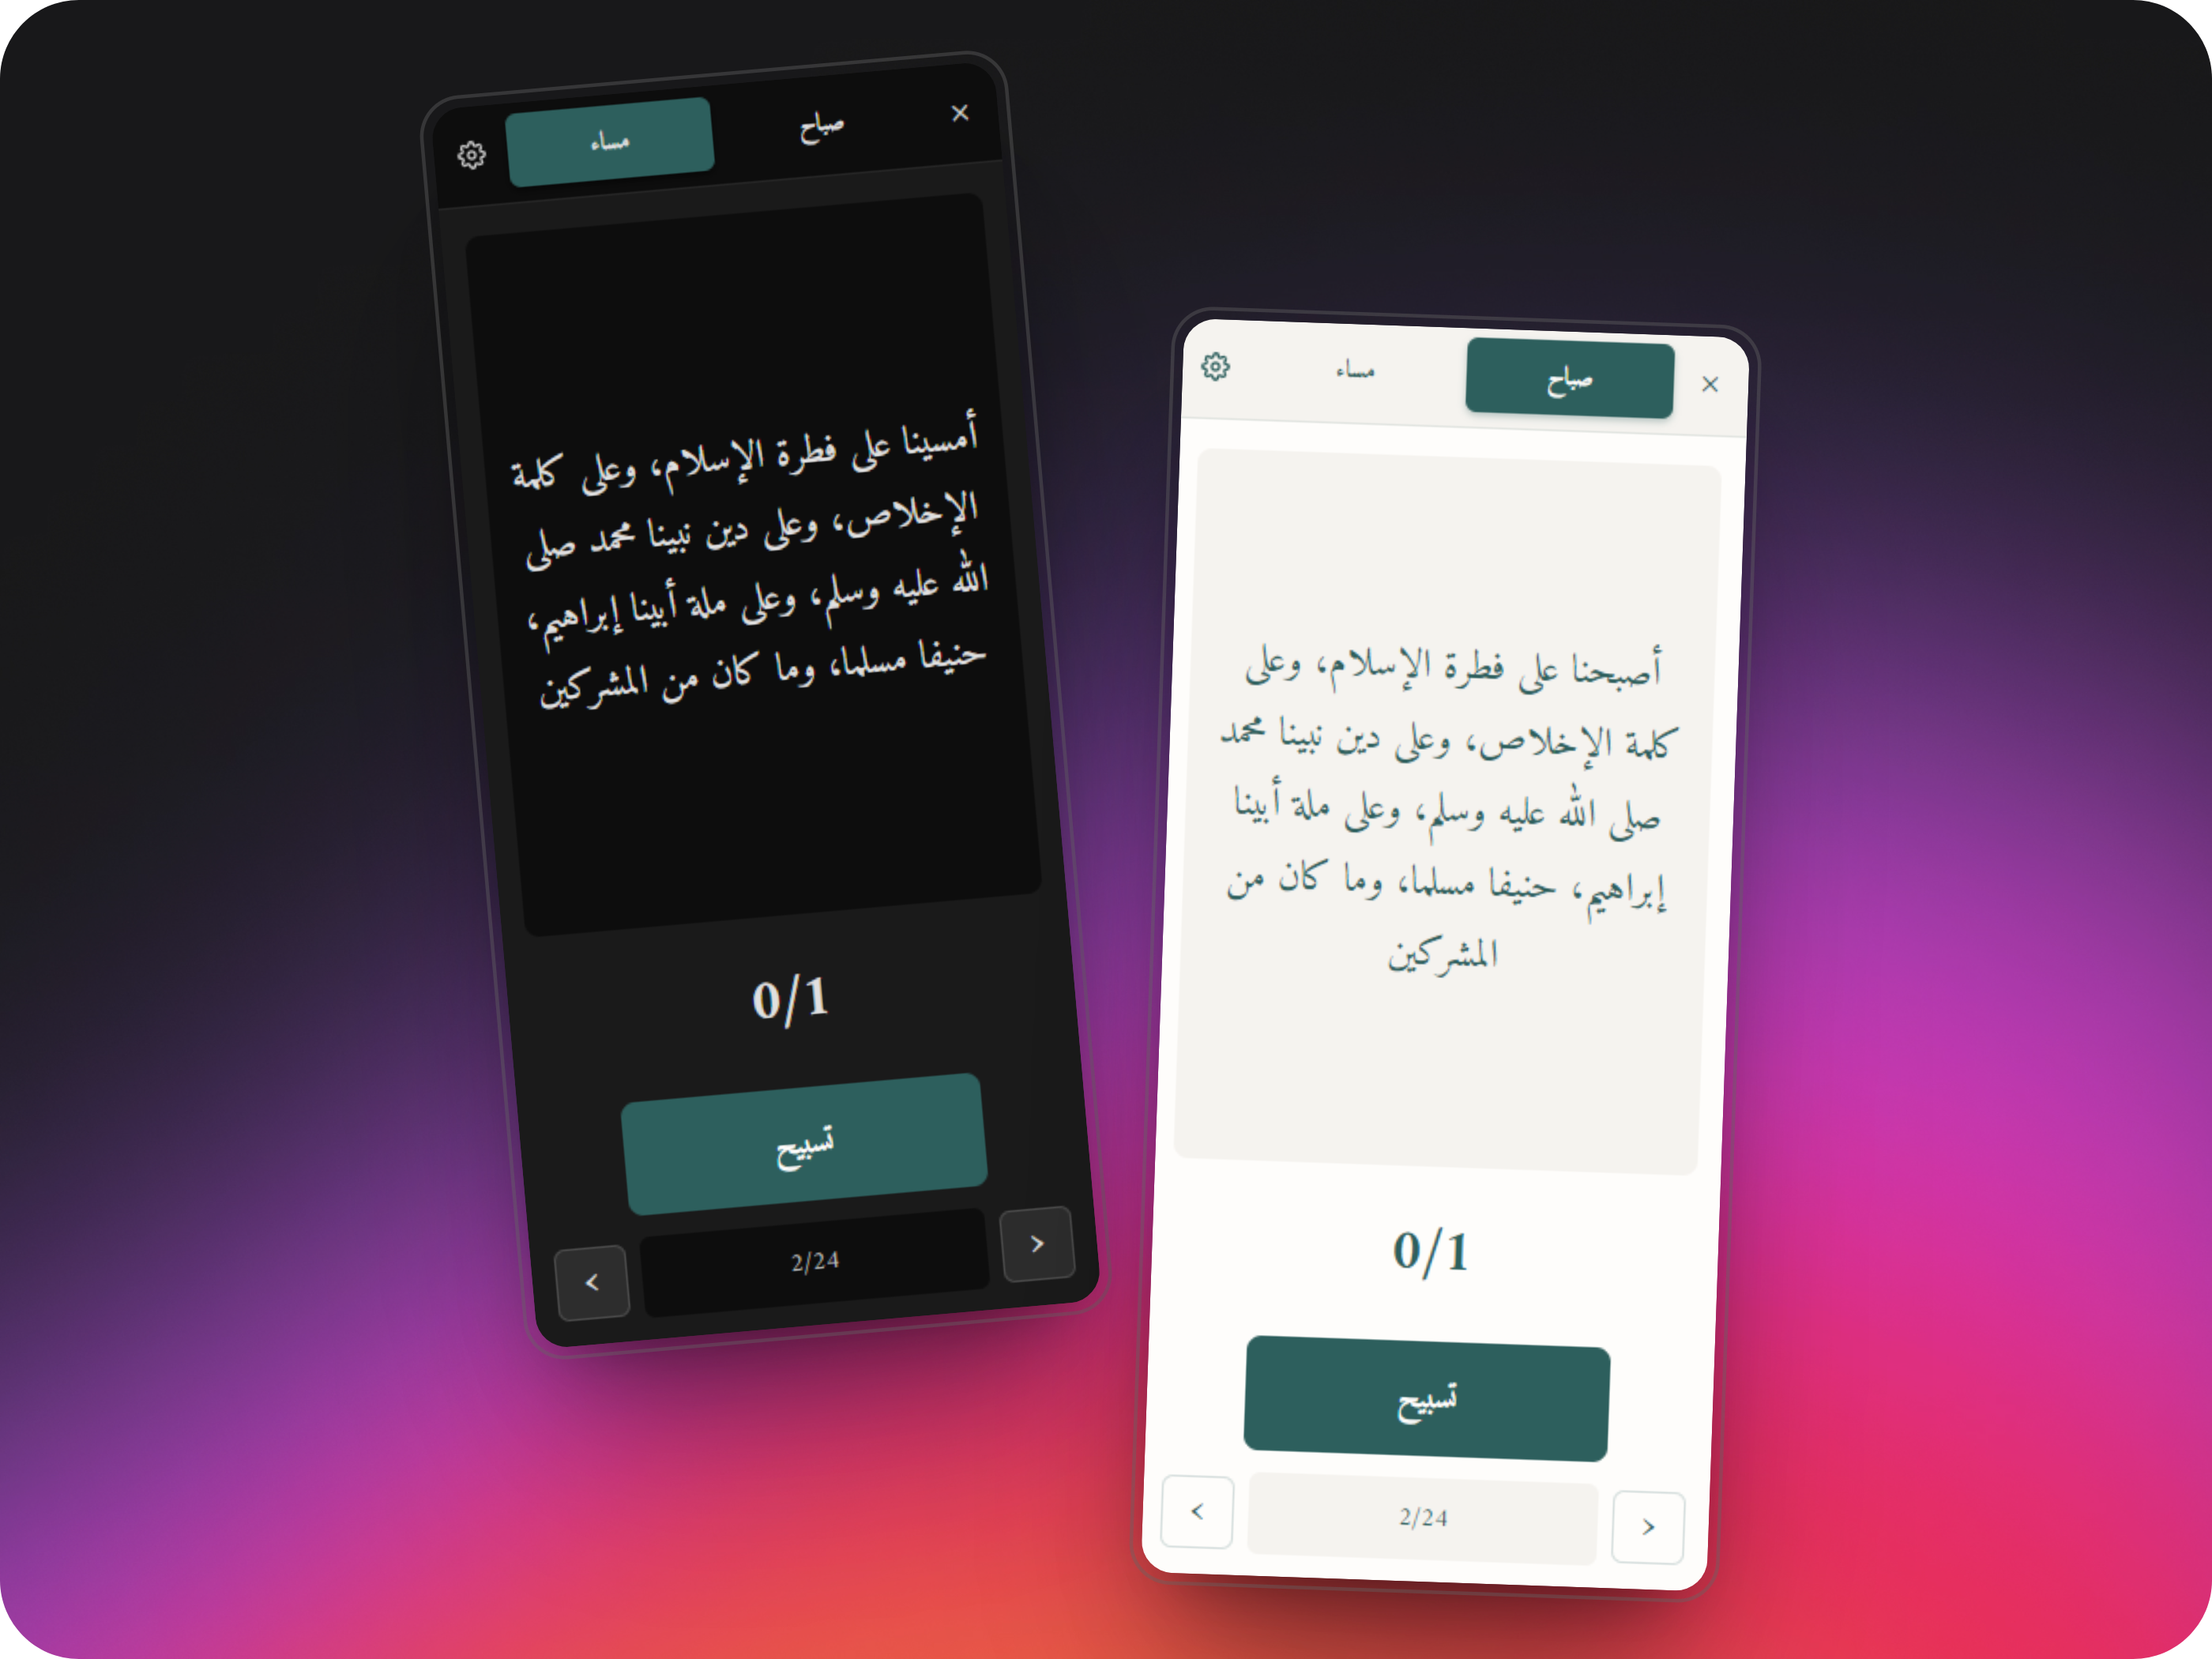 صباح
مساء
أمسينا على فطرة الإسلام، وعلى كلمة
الإخلاص، وعلى دين نبينا محمد صلى
الله عليه وسلم، وعلى ملة أبينا إبراهيم،
حنيفا مسلما، وما كان من المشركين
0/1
تسبيح
2/24
صباح
مساء
أصبحنا على فطرة الإسلام، وعلى
كلمة الإخلاص، وعلى دين نبينا محمد
صلى الله عليه وسلم، وعلى ملة أبينا
إبراهيم، حنيفا مسلما، وما كان من
المشركين
0/1
تسبيح
2/24